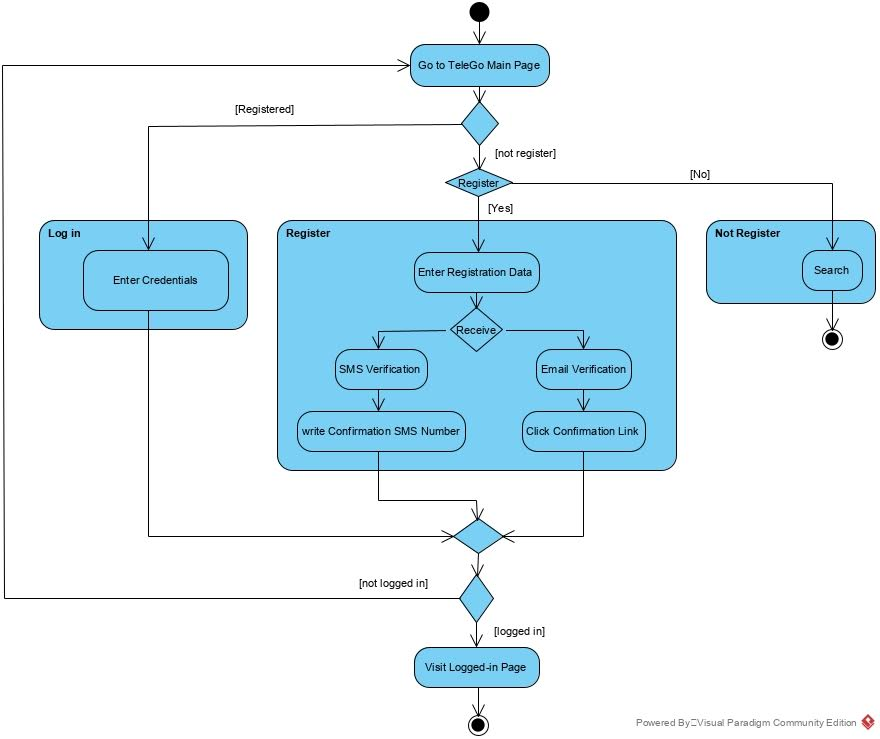 Go to TeleGo Main Page
[Registered]
[not register]
Register
[No]
[Yes]
Log in
Register
Not Register
Enter Credentials
Enter Registration Data
Search
Receive
SMS Verification
Email Verification
write Confirmation SMS Number
Click Confirmation Link
[not logged in]
[logged in]
Visit Logged-in Page
Powered By Visual Paradigm Community Edition